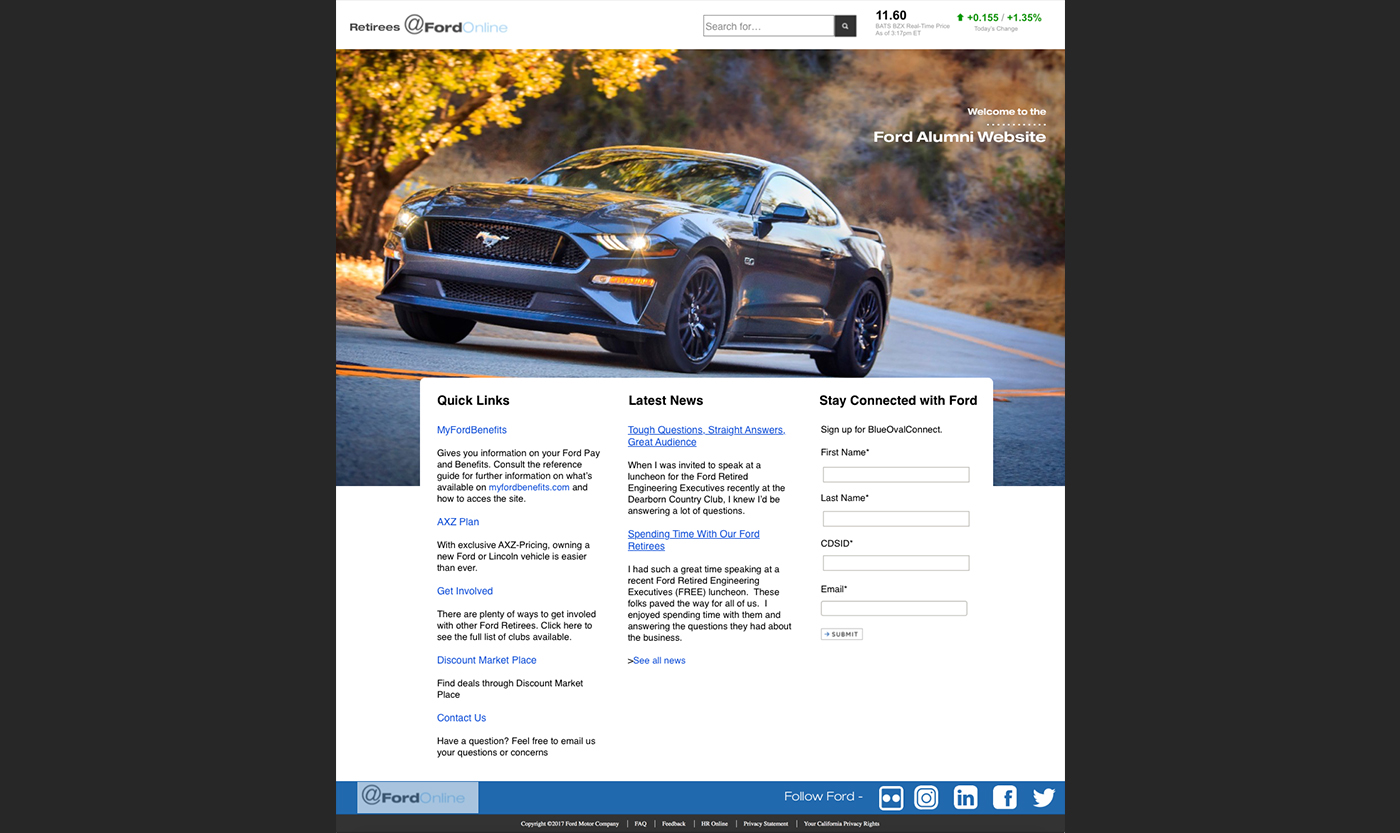 Retirees @FordOnline
Search for...
11.60
BATS BZX Real-Time Price
As of 3:17pm ET
+0.155 / +1.35%
Today's Change
Welcome to the
Ford Alumni Website
Quick Links
MyFordBenefits
Gives you information on your Ford Pay
and Benefits. Consult the reference
guide for further information on what's
available on myfordbenefits.com and
how to acces the site.
AXZ Plan
With exclusive AXZ-Pricing, owning a
new Ford or Lincoln vehicle is easier
than ever.
Get Involved
There are plenty of ways to get involed
with other Ford Retirees. Click here to
see the full list of clubs available.
Discount Market Place
Find deals through Discount Market
Place
Contact Us
Have a question? Feel free to email us
your questions or concerns
Latest News
Tough Questions, Straight Answers,
Great Audience
When I was invited to speak at a
luncheon for the Ford Retired
Engineering Executives recently at the
Dearborn Country Club, I knew I'd be
answering a lot of questions.
Spending Time With Our Ford
Retirees
I had such a great time speaking at a
recent Ford Retired Engineering
Executives (FREE) luncheon. These
folks paved the way for all of us. I
enjoyed spending time with them and
answering the questions they had about
the business.
>See all news
Stay Connected with Ford
Sign up for BlueOvalConnect.
First Name*
Last Name*
CDSID*
Email*
SUBMIT
@FordOnline
Follow Ford -
Copyright ©2017 Ford Motor Company | FAQ | Feedback | HR Online | Privacy Statement | Your California Privacy Rights